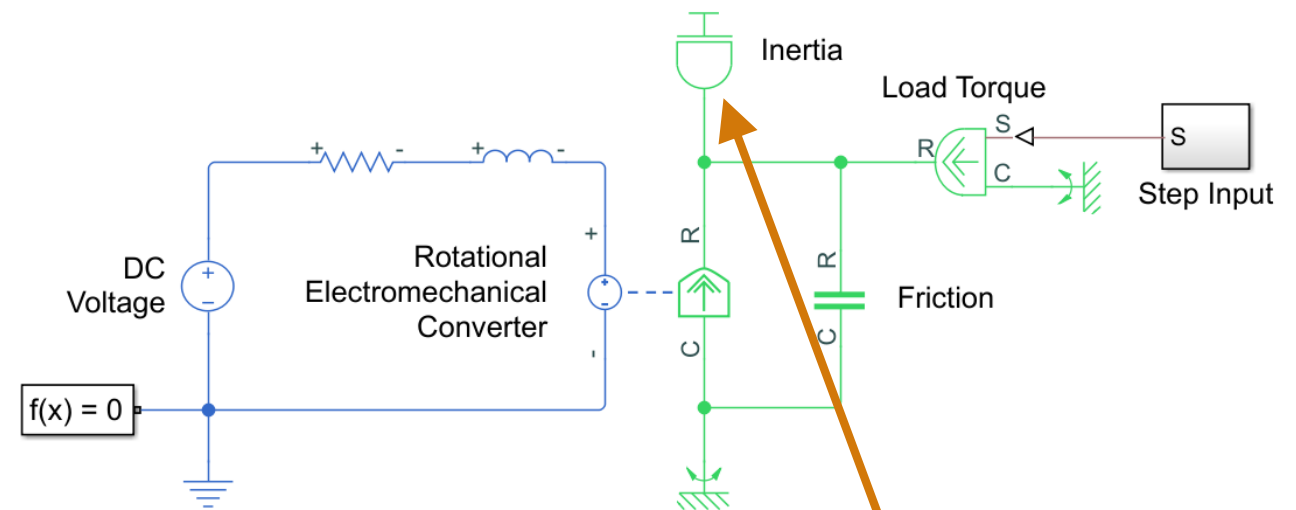 Inertia
Load Torque
S
R
C
S
Step Input
+
-
+
-
+
R
DC
Voltage
+
−
Rotational
Electromechanical
Converter
+
-
R
Friction
-
C
C
f(x) = 0